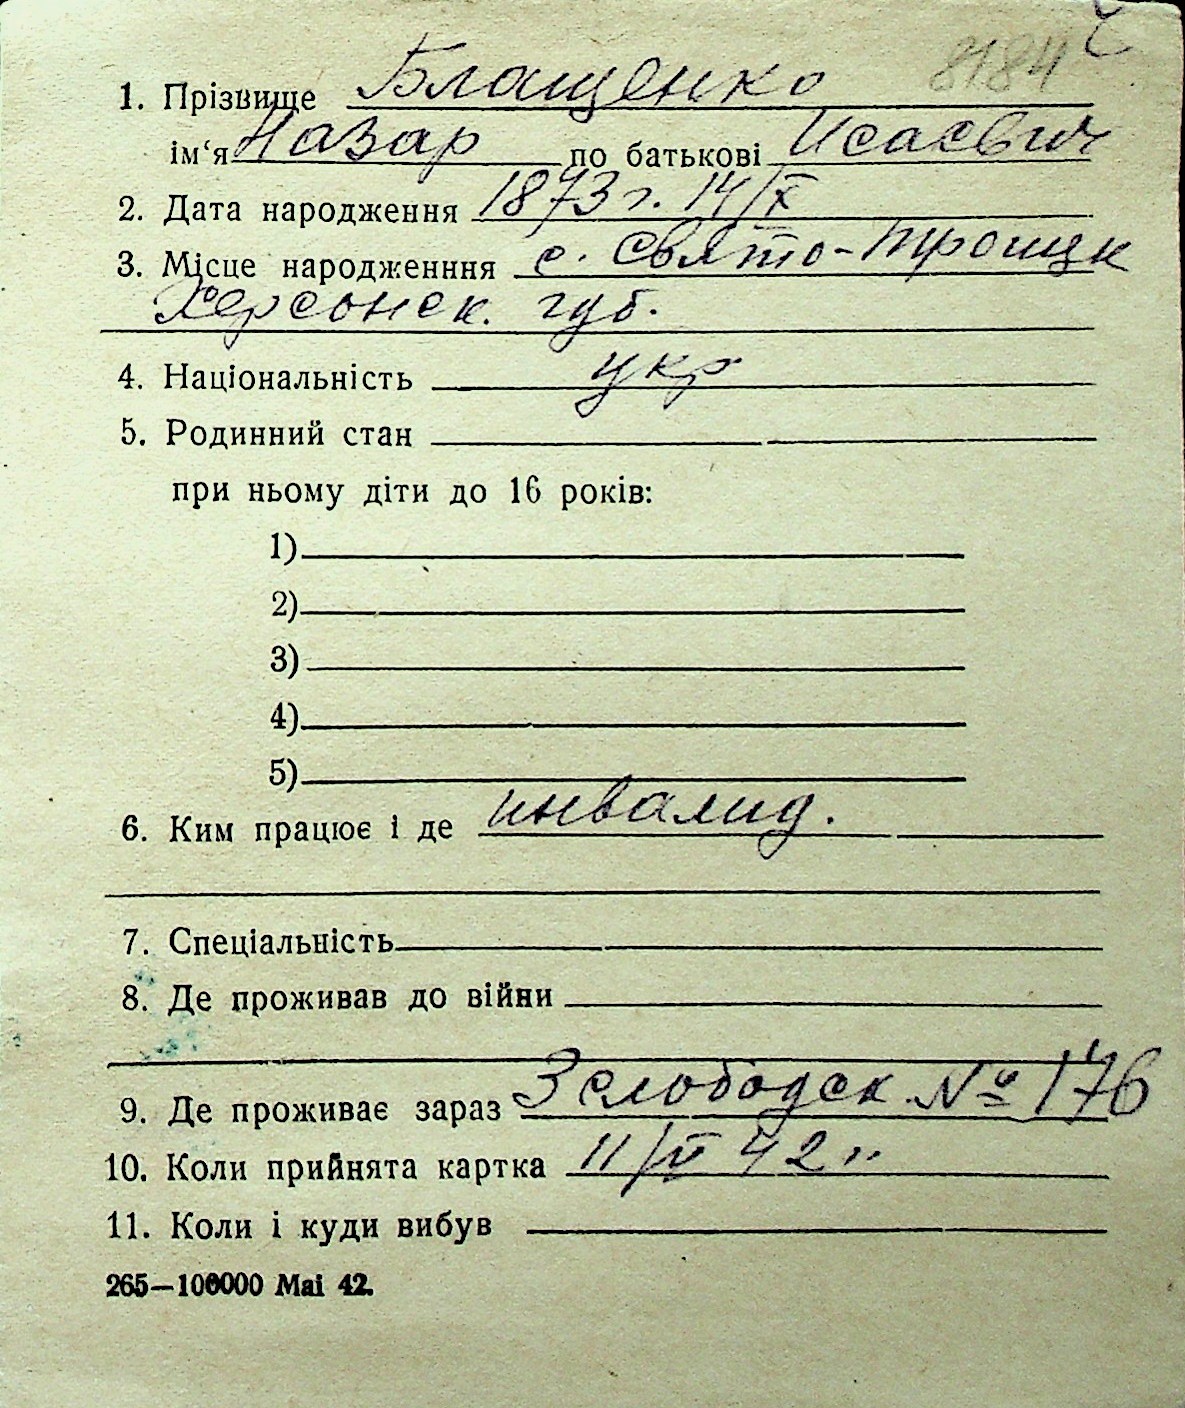 8184
1. Прізвище Блащенко
ім‘я Назар по батькові Исаевич
2. Дата народження 1873 г. 14/X
3. Місце народженння с. Свято-Троицк
Херсонск. губ.
4. Національність укр
5. Родинний стан
при ньому діти до 16 років:
1)
2)
3)
4)
5)
6. Ким працює і де инвалид.
7. Спеціальність
8. Де проживав до війни
9. Де проживає зараз 3 слободск № 176
10. Коли прийнята картка 42
11. Коли і куди вибув
265—100000 Mai 42.